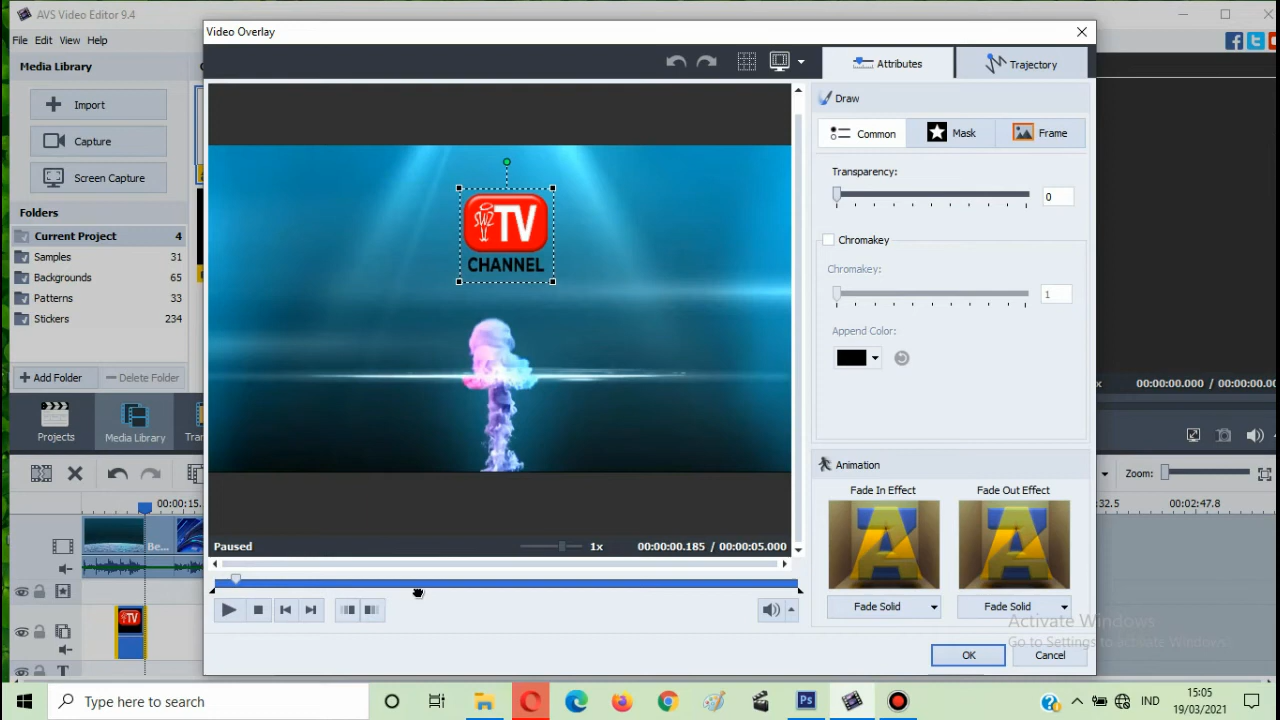 AVS Video Editor 9.4
File Edit View Help
Media Library
Import
Capture
Screen Capture
Folders
Current Project 4
Samples 31
Backgrounds 65
Patterns 33
Stickers 234
Add Folder Delete Folder
Projects
Media Library
Video Overlay
Attributes
Trajectory
Draw
Common
Mask
Frame
Transparency:
0
Chromakey
Chromakey:
1
Append Color:
Animation
Fade In Effect
Fade Out Effect
Fade Solid
Fade Solid
SWZ TV
CHANNEL
Paused
1x
00:00:00.185 / 00:00:05.000
OK
Cancel
00:00:00.000 / 00:00:00.000
Zoom:
00:00:15.
32.5
00:02:47.8
Be...
TV
T
Activate Windows
Go to Settings to activate Windows.
Type here to search
Ps
IND
15:05
19/03/2021